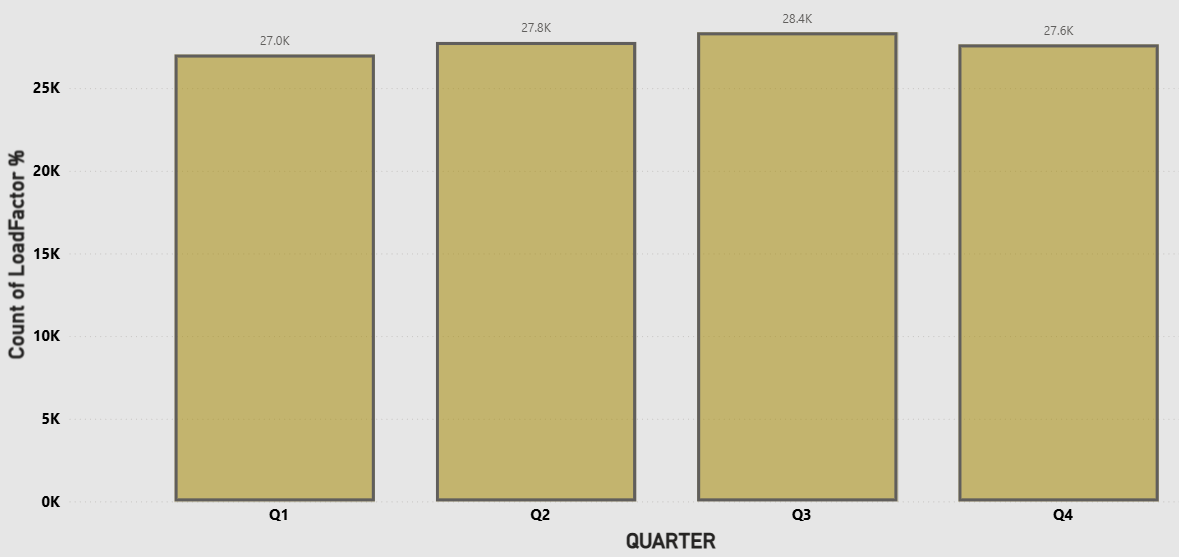 27.0K
27.8K
28.4K
27.6K
25K
20K
15K
10K
5K
0K
Count of LoadFactor %
Q1
Q2
Q3
Q4
QUARTER